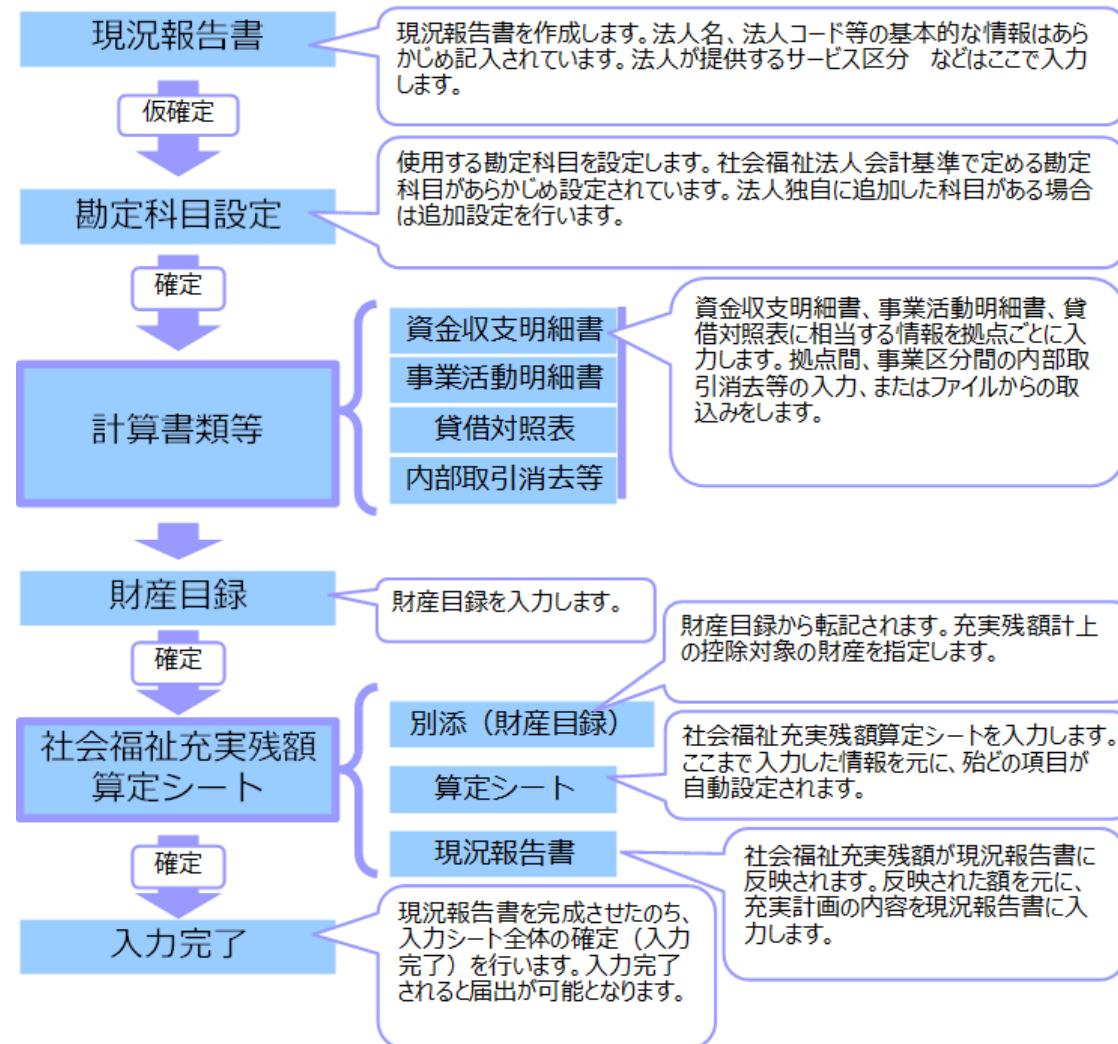 現況報告書
現況報告書を作成します。法人名、法人コード等の基本的な情報はあら
かじめ記入されています。法人が提供するサービス区分　などはここで入力
します。
仮確定
勘定科目設定
使用する勘定科目を設定します。社会福祉法人会計基準で定める勘定
科目があらかじめ設定されています。法人独自に追加した科目がある場合
は追加設定を行います。
確定
計算書類等
資金収支明細書
事業活動明細書
貸借対照表
内部取引消去等
資金収支明細書、事業活動明細書、貸
借対照表に相当する情報を拠点ごとに入
力します。拠点間、事業区分間の内部取
引消去等の入力、またはファイルからの取
込みをします。
財産目録
財産目録を入力します。
確定
社会福祉充実残額
算定シート
別添（財産目録）
財産目録から転記されます。充実残額計上
の控除対象の財産を指定します。
算定シート
社会福祉充実残額算定シートを入力します。
ここまで入力した情報を元に、殆どの項目が
自動設定されます。
現況報告書
社会福祉充実残額が現況報告書に
反映されます。反映された額を元に、
充実計画の内容を現況報告書に入
力します。
確定
入力完了
現況報告書を完成させたのち、
入力シート全体の確定（入力
完了）を行います。入力完了
されると届出が可能となります。